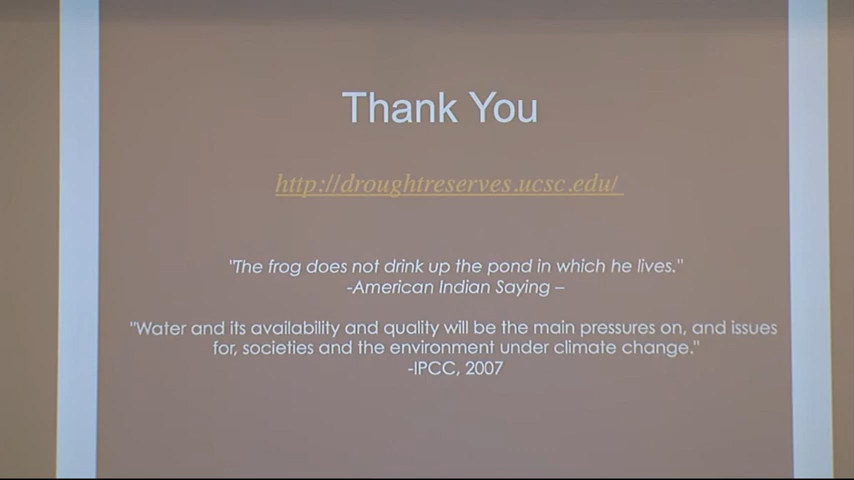 Thank You
http://droughtreserves.ucsc.edu/
"The frog does not drink up the pond in which he lives."
-American Indian Saying –
"Water and its availability and quality will be the main pressures on, and issues
for, societies and the environment under climate change."
-IPCC, 2007